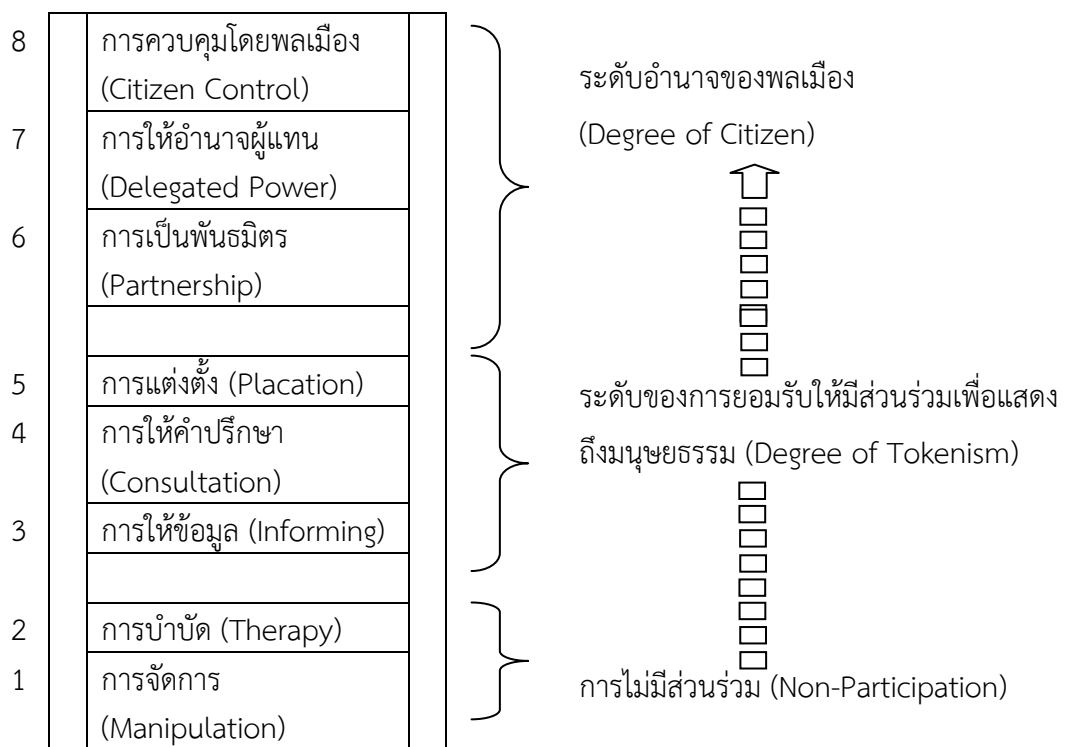 8 การควบคุมโดยพลเมือง
(Citizen Control)
7 การให้อำนาจผู้แทน
(Delegated Power)
6 การเป็นพันธมิตร
(Partnership)
5 การแต่งตั้ง (Placation)
4 การให้คำปรึกษา
(Consultation)
3 การให้ข้อมูล (Informing)
2 การบำบัด (Therapy)
1 การจัดการ
(Manipulation)
ระดับอำนาจของพลเมือง
(Degree of Citizen)
ระดับของการยอมรับให้มีส่วนร่วมเพื่อแสดง
ถึงมนุษยธรรม (Degree of Tokenism)
การไม่มีส่วนร่วม (Non-Participation)